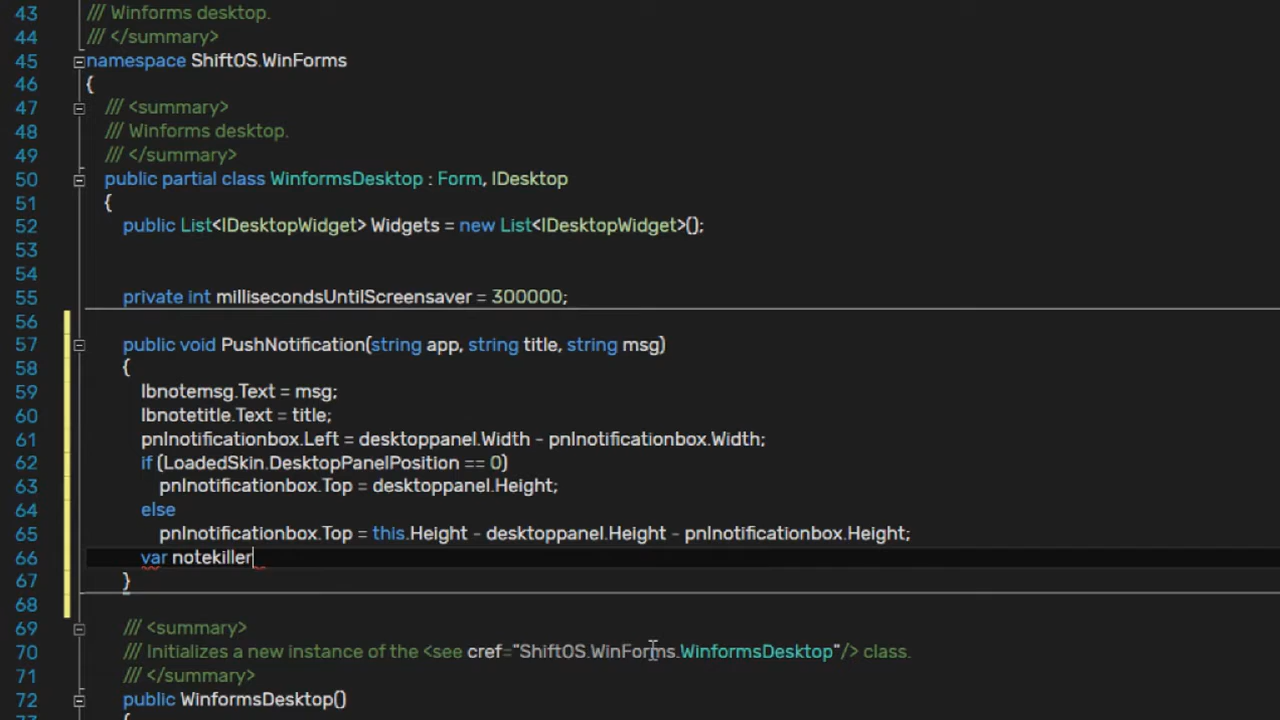 43 /// Winforms desktop.
44 /// </summary>
45 namespace ShiftOS.WinForms
46 {
47 /// <summary>
48 /// Winforms desktop.
49 /// </summary>
50 public partial class WinformsDesktop : Form, IDesktop
51 {
52 public List<IDesktopWidget> Widgets = new List<IDesktopWidget>();
53
54
55 private int millisecondsUntilScreensaver = 300000;
56
57 public void PushNotification(string app, string title, string msg)
58 {
59 lbnotemsg.Text = msg;
60 lbnotetitle.Text = title;
61 pnlnotificationbox.Left = desktoppanel.Width - pnlnotificationbox.Width;
62 if (LoadedSkin.DesktopPanelPosition == 0)
63 pnlnotificationbox.Top = desktoppanel.Height;
64 else
65 pnlnotificationbox.Top = this.Height - desktoppanel.Height - pnlnotificationbox.Height;
66 var notekiller
67 }
68
69 /// <summary>
70 /// Initializes a new instance of the <see cref="ShiftOS.WinForms.WinformsDesktop"/> class.
71 /// </summary>
72 public WinformsDesktop()